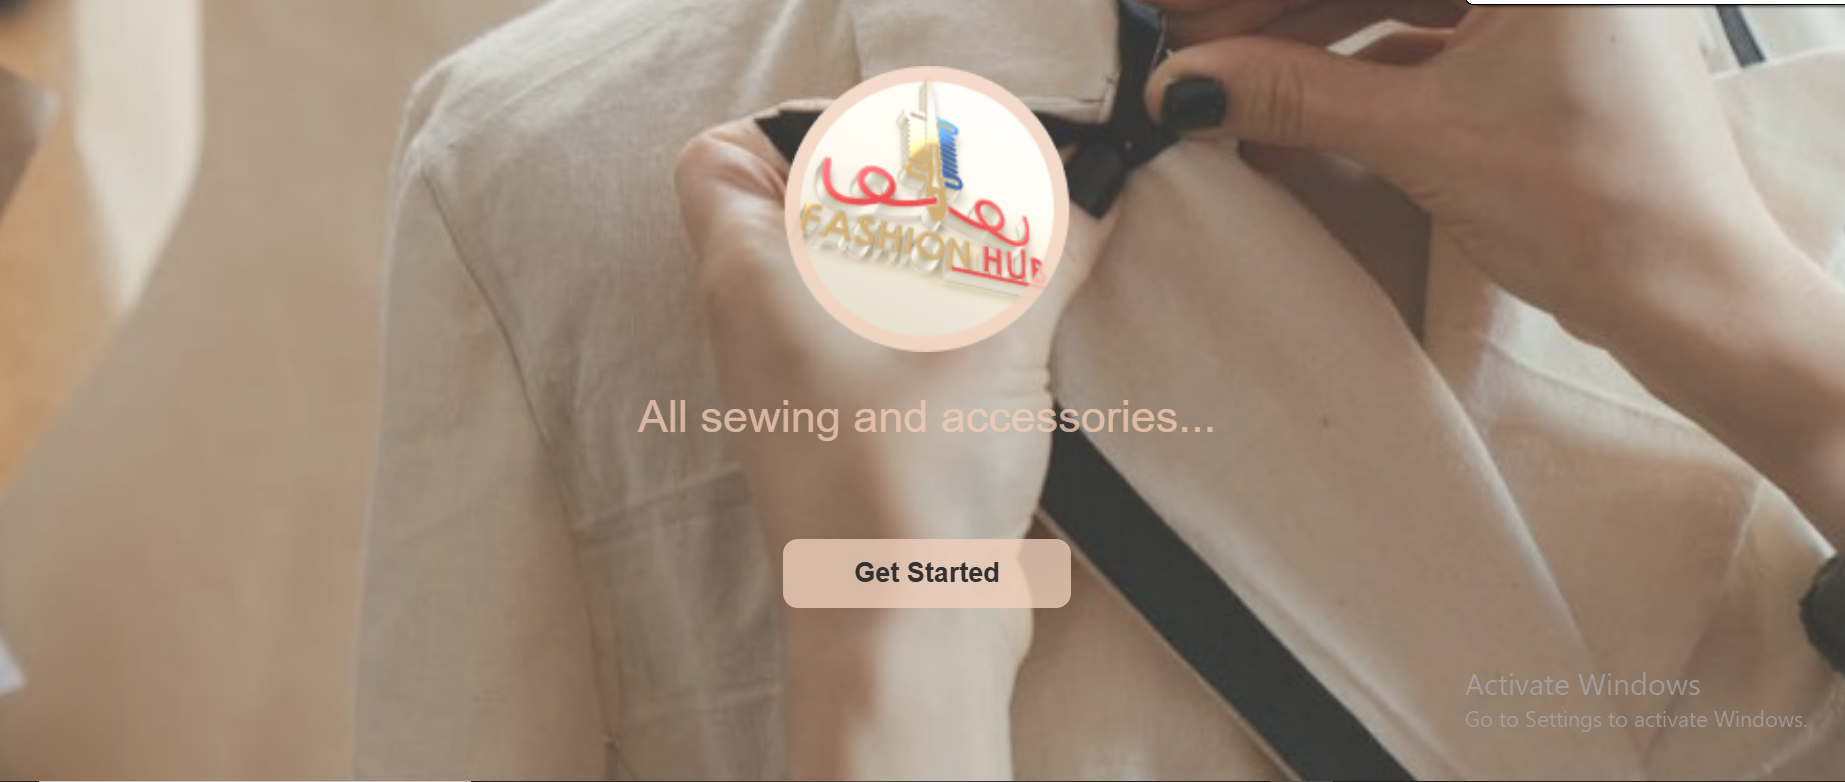 FASHION HUB
All sewing and accessories...
Get Started
Activate Windows
Go to Settings to activate Windows.